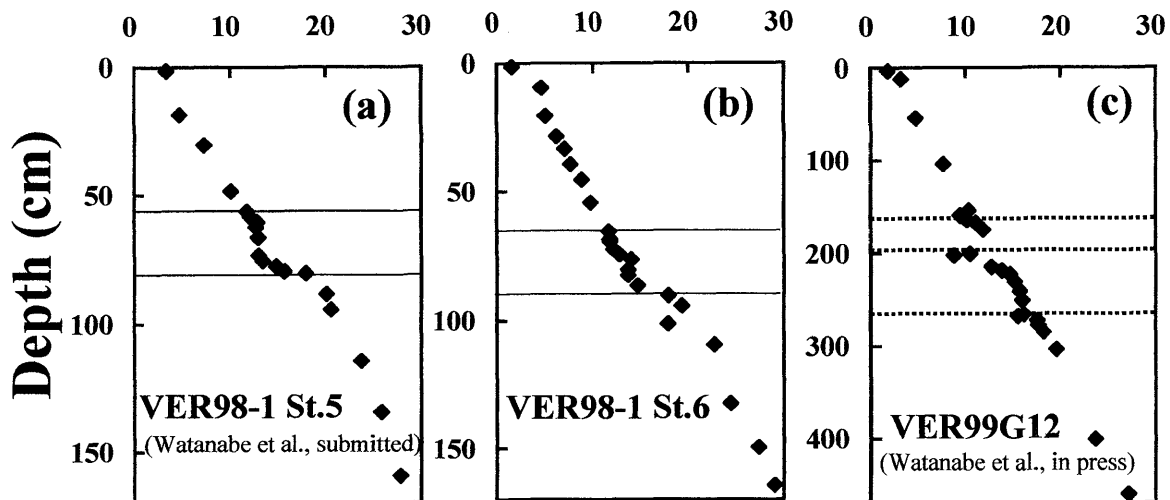 0 10 20 30
0 10 20 30
0 10 20 30
Depth (cm)
0
50
100
150
(a)
VER98-1 St.5
(Watanabe et al., submitted)
0
50
100
150
(b)
VER98-1 St.6
0
100
200
300
400
(c)
VER99G12
(Watanabe et al., in press)